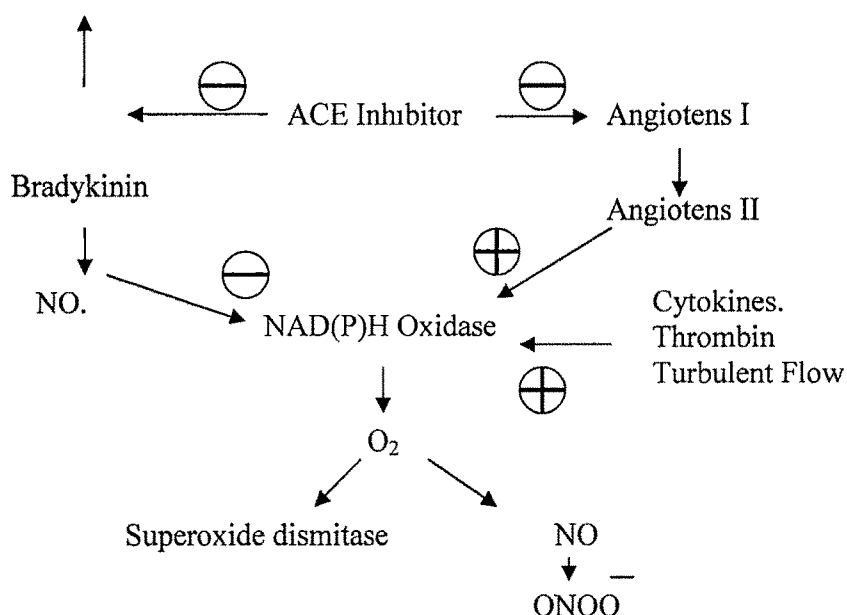 ACE Inhibitor
Angiotens I
Bradykinin
Angiotens II
NO.
NAD(P)H Oxidase
Cytokines.
Thrombin
Turbulent Flow
O₂
Superoxide dismitase
NO
ONOO⁻